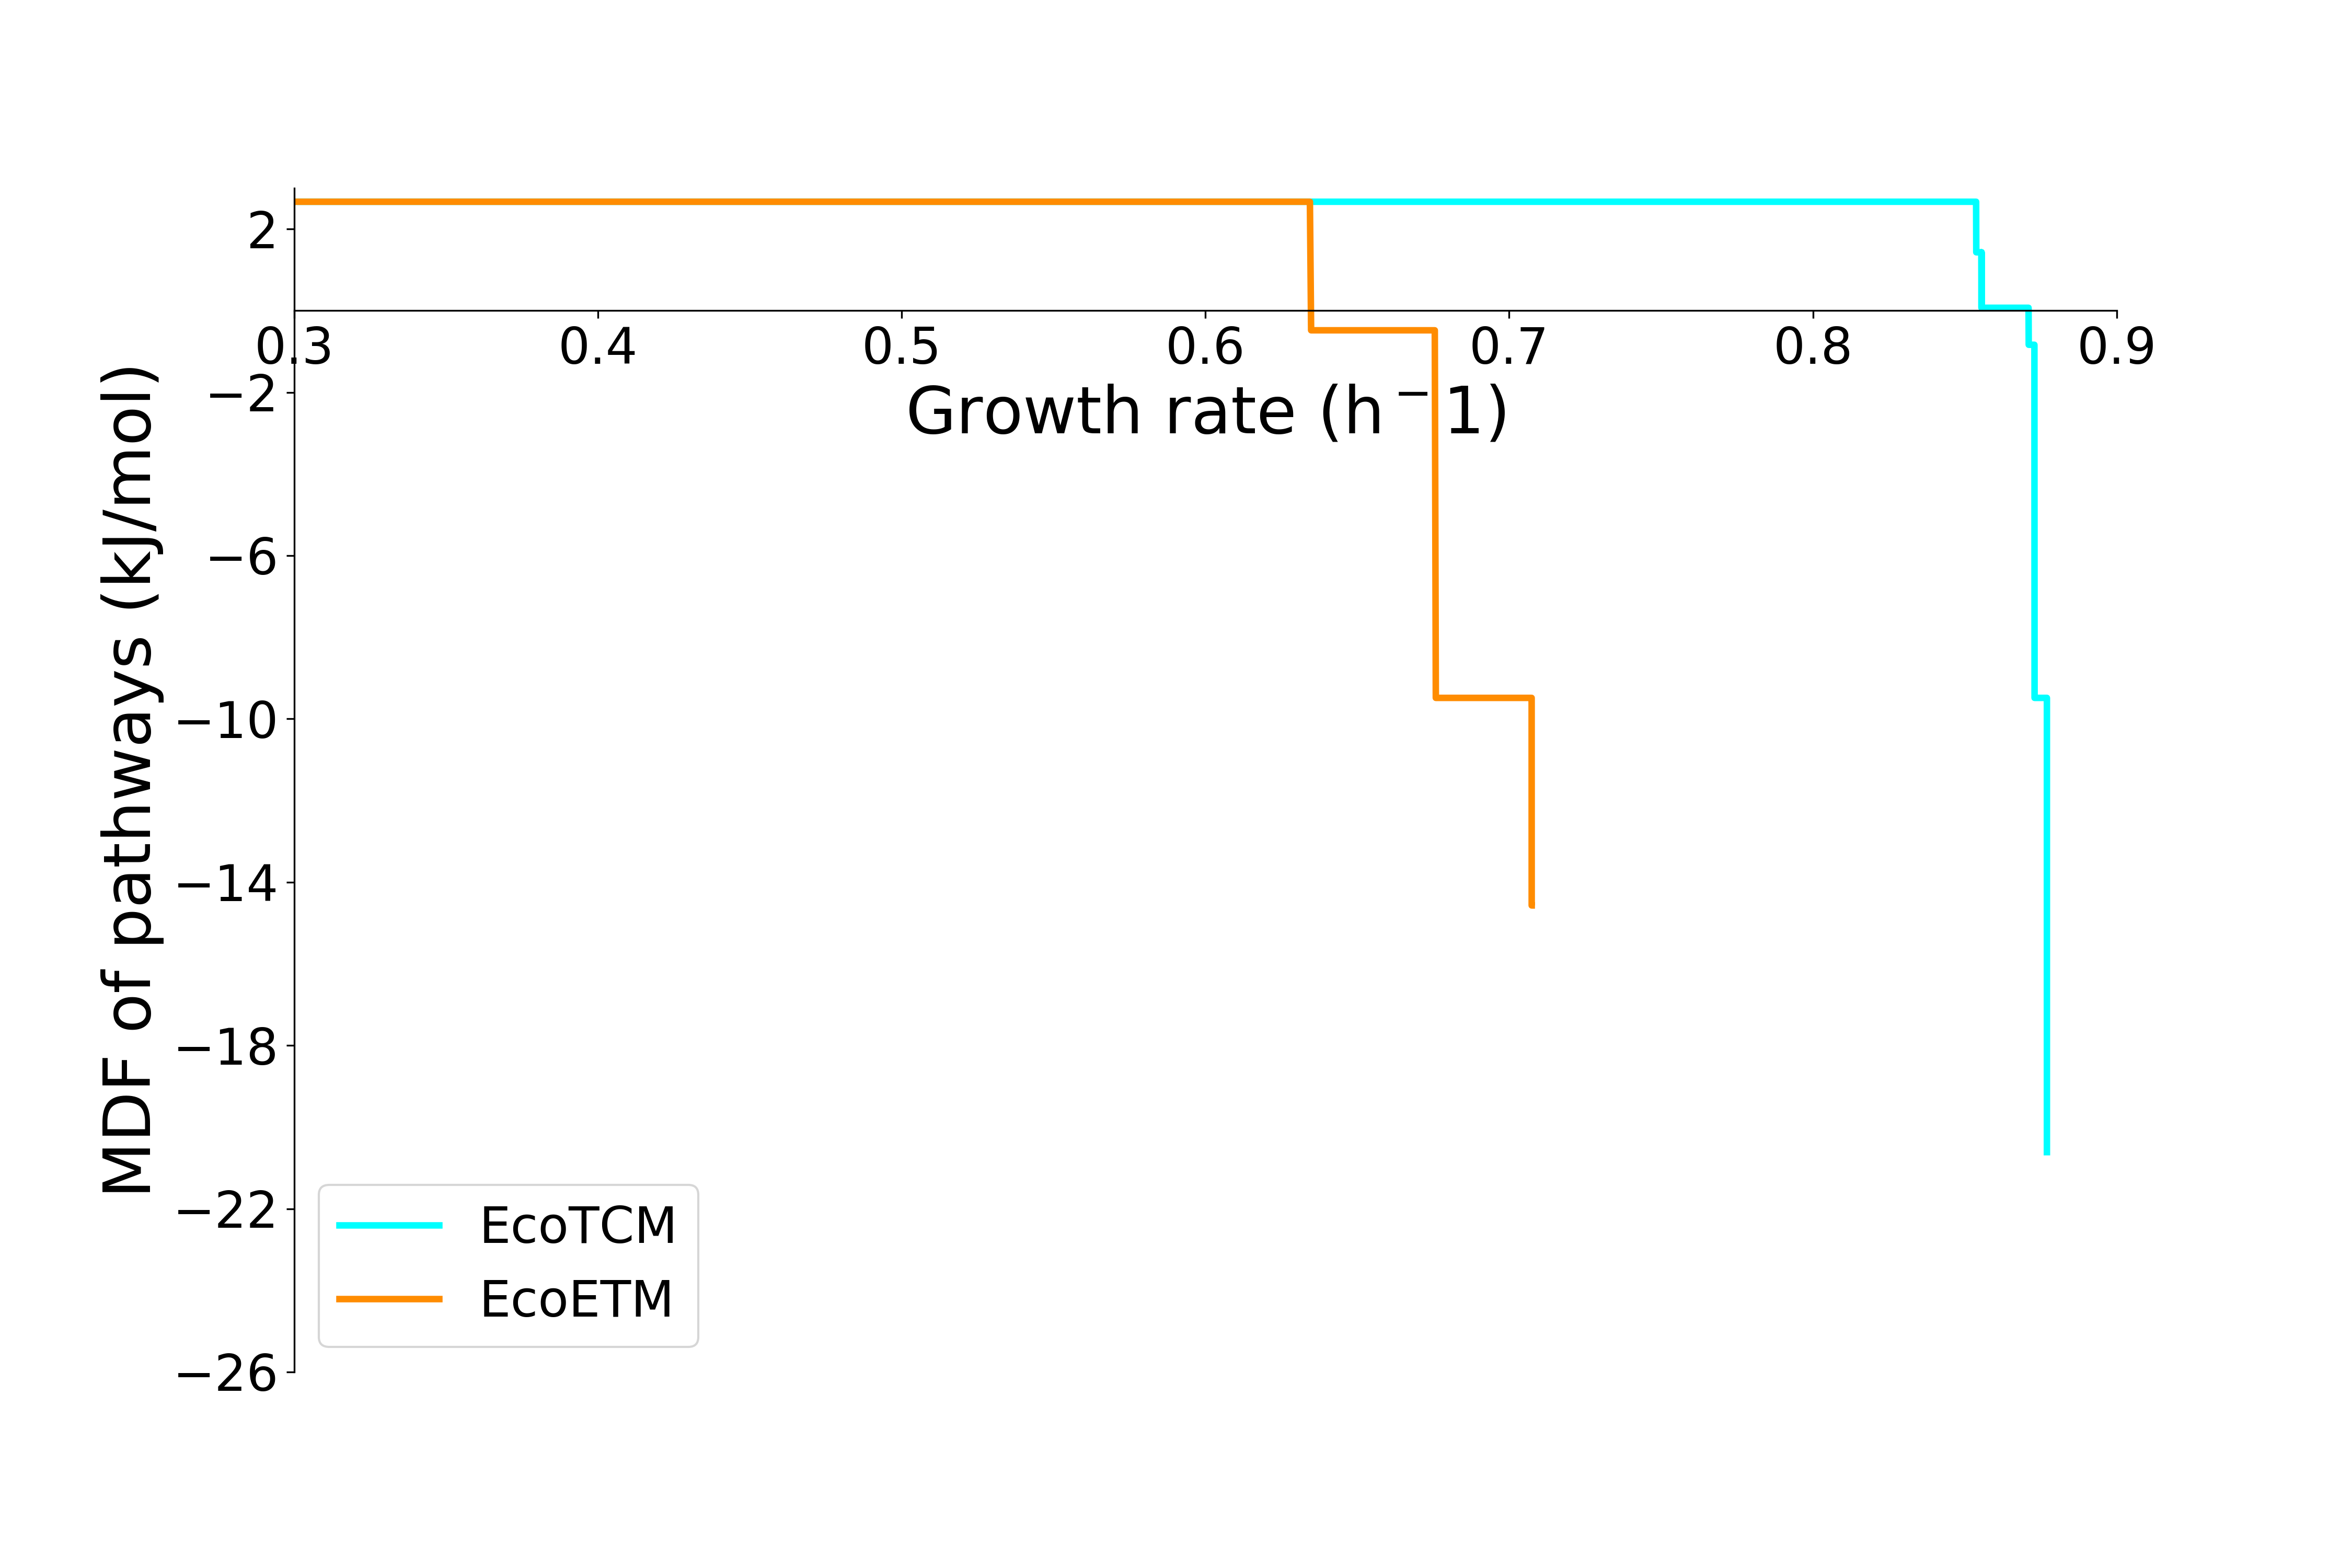 2
0.3 0.4 0.5 0.6 0.7 0.8 0.9
−2
Growth rate (h⁻1)
MDF of pathways (kJ/mol)
−6
−10
−14
−18
−22
−26
EcoTCM
EcoETM